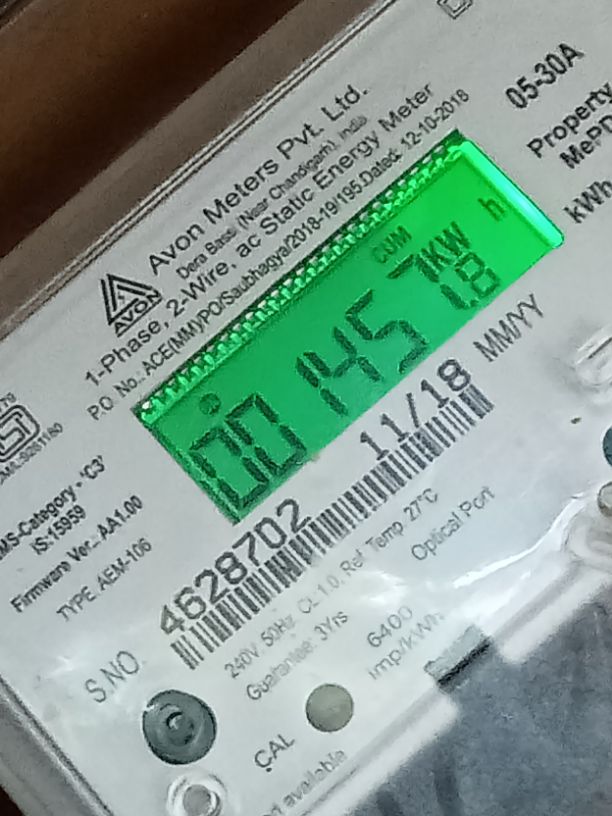 05-30A
Avon Meters Pvt. Ltd.
Dera Bassi (Near Chandigarh), India
1-Phase, 2-Wire, ac Static Energy Meter
P.O. No.: ACE(MM)/PO/Saubhagya/2018-19/195.Dated: 12-10-2018
AVON
Property
kWh
CUM
KW h
001457.8
11/18 MM/YY
-Category - 'C3'
IS:15959
Firmware Ver.: AA1.00
TYPE AEM-106
S.NO. 4628702
240V, 50Hz, CL 1.0, Ref Temp. 27°C
Guarantee: 3Yrs
Optical Port
6400
imp/kWh
CAL
available